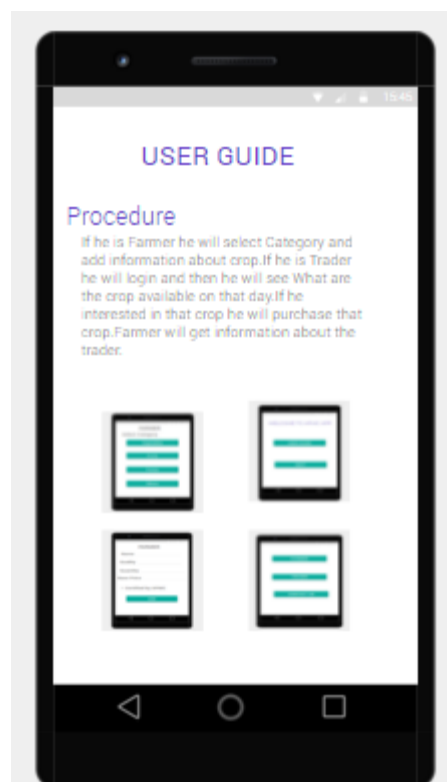 15:45
USER GUIDE
Procedure
If he is Farmer he will select Category and
add information about crop.If he is Trader
he will login and then he will see What are
the crop available on that day.If he
interested in that crop he will purchase that
crop.Farmer will get information about the
trader.